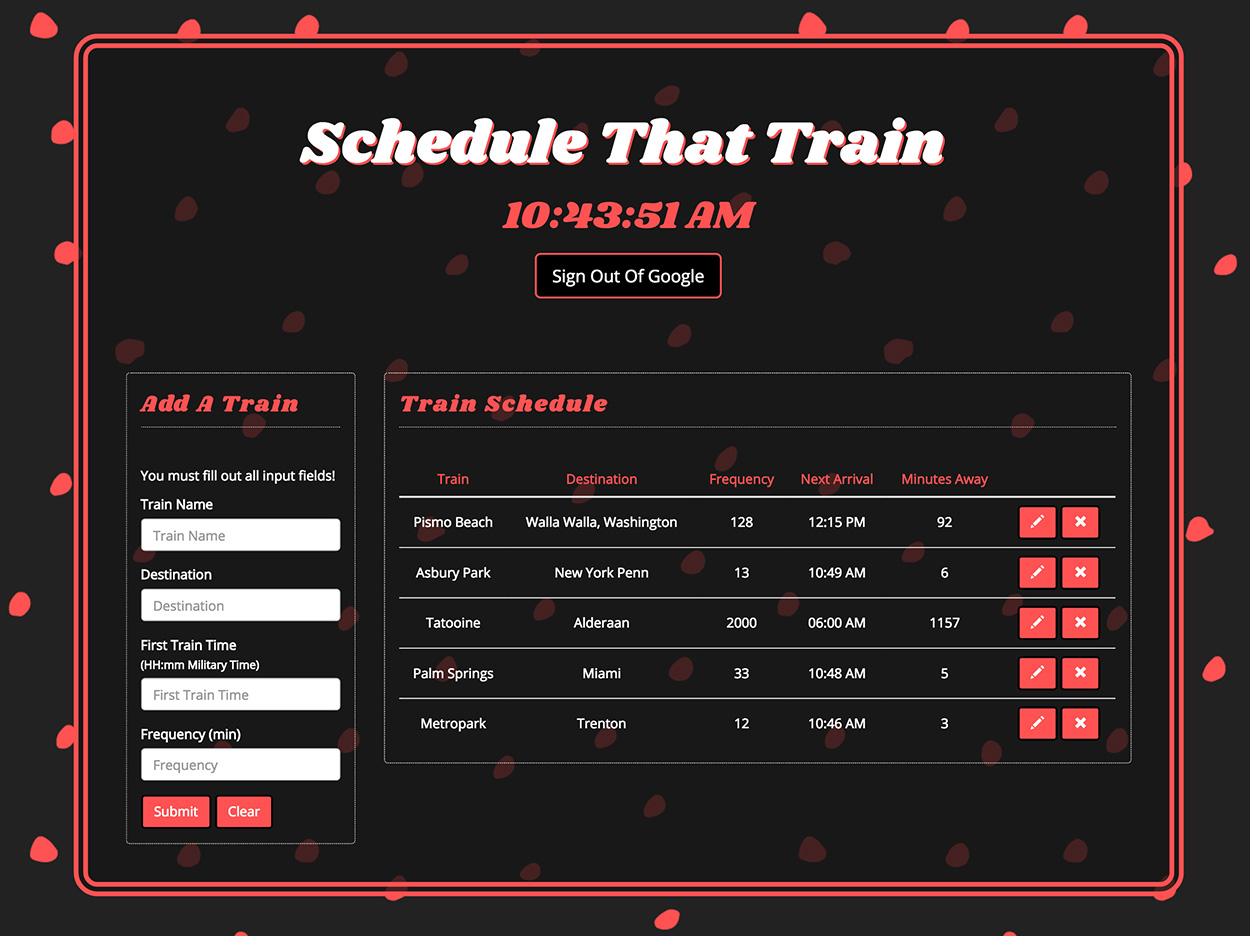 Schedule That Train
10:43:51 AM
Sign Out Of Google
Add A Train
You must fill out all input fields!
Train Name
Train Name
Destination
Destination
First Train Time
(HH:mm Military Time)
First Train Time
Frequency (min)
Frequency
Submit Clear
Train Schedule
Train Destination Frequency Next Arrival Minutes Away
Pismo Beach Walla Walla, Washington 128 12:15 PM 92
Asbury Park New York Penn 13 10:49 AM 6
Tatooine Alderaan 2000 06:00 AM 1157
Palm Springs Miami 33 10:48 AM 5
Metropark Trenton 12 10:46 AM 3